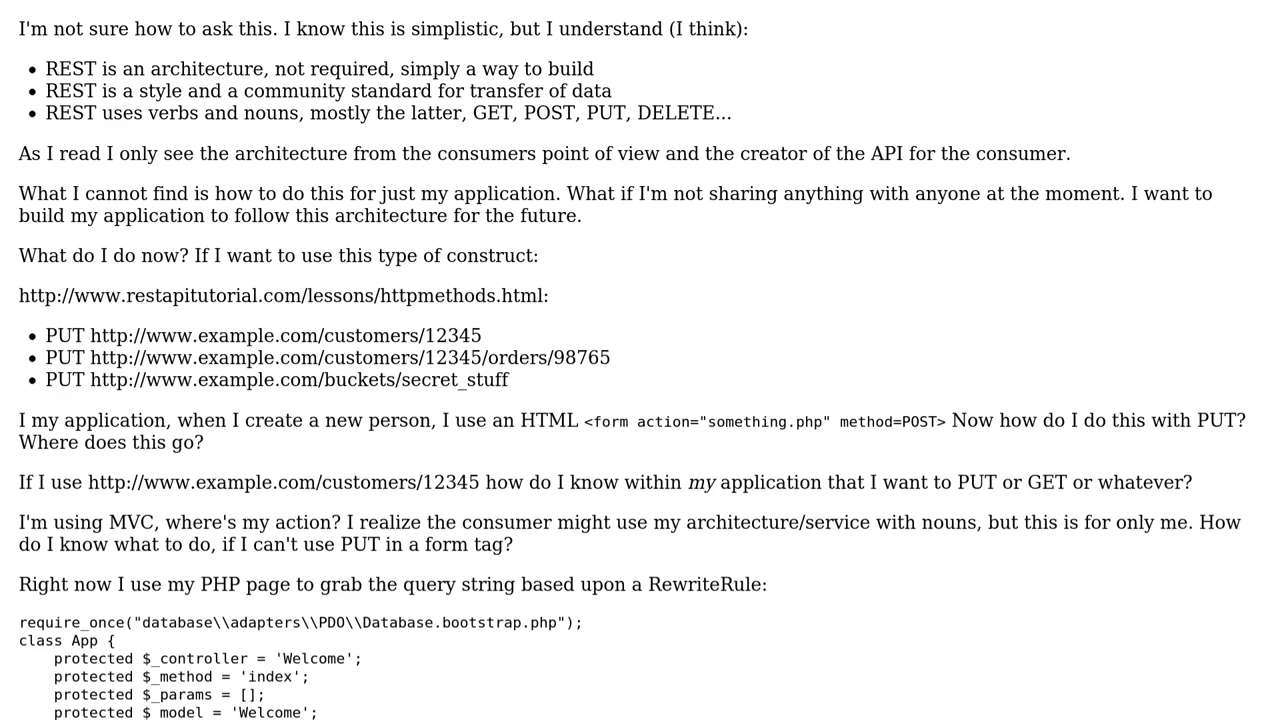 I'm not sure how to ask this. I know this is simplistic, but I understand (I think):
• REST is an architecture, not required, simply a way to build
• REST is a style and a community standard for transfer of data
• REST uses verbs and nouns, mostly the latter, GET, POST, PUT, DELETE...
As I read I only see the architecture from the consumers point of view and the creator of the API for the consumer.
What I cannot find is how to do this for just my application. What if I'm not sharing anything with anyone at the moment. I want to
build my application to follow this architecture for the future.
What do I do now? If I want to use this type of construct:
http://www.restapitutorial.com/lessons/httpmethods.html:
• PUT http://www.example.com/customers/12345
• PUT http://www.example.com/customers/12345/orders/98765
• PUT http://www.example.com/buckets/secret_stuff
I my application, when I create a new person, I use an HTML <form action="something.php" method=POST> Now how do I do this with PUT?
Where does this go?
If I use http://www.example.com/customers/12345 how do I know within my application that I want to PUT or GET or whatever?
I'm using MVC, where's my action? I realize the consumer might use my architecture/service with nouns, but this is for only me. How
do I know what to do, if I can't use PUT in a form tag?
Right now I use my PHP page to grab the query string based upon a RewriteRule:
require_once("database\\adapters\\PDO\\Database.bootstrap.php");
class App {
    protected $_controller = 'Welcome';
    protected $_method = 'index';
    protected $_params = [];
    protected $_model = 'Welcome';